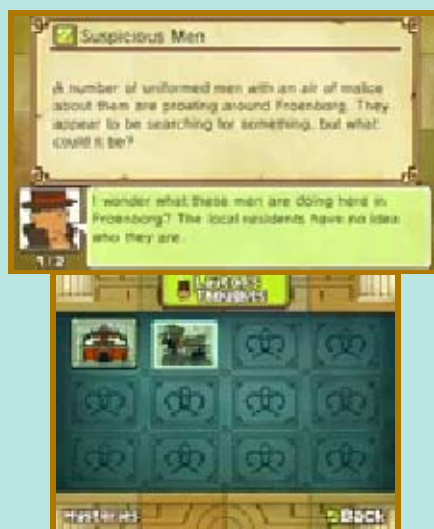 Suspicious Men
A number of uniformed men with an air of malice
about them are prowling around Froenborg. They
appear to be searching for something, but what
could it be?
I wonder what these men are doing here in
Froenborg? The local residents have no idea
who they are.
1/2
Layton's
Thoughts
Mysteries
Back